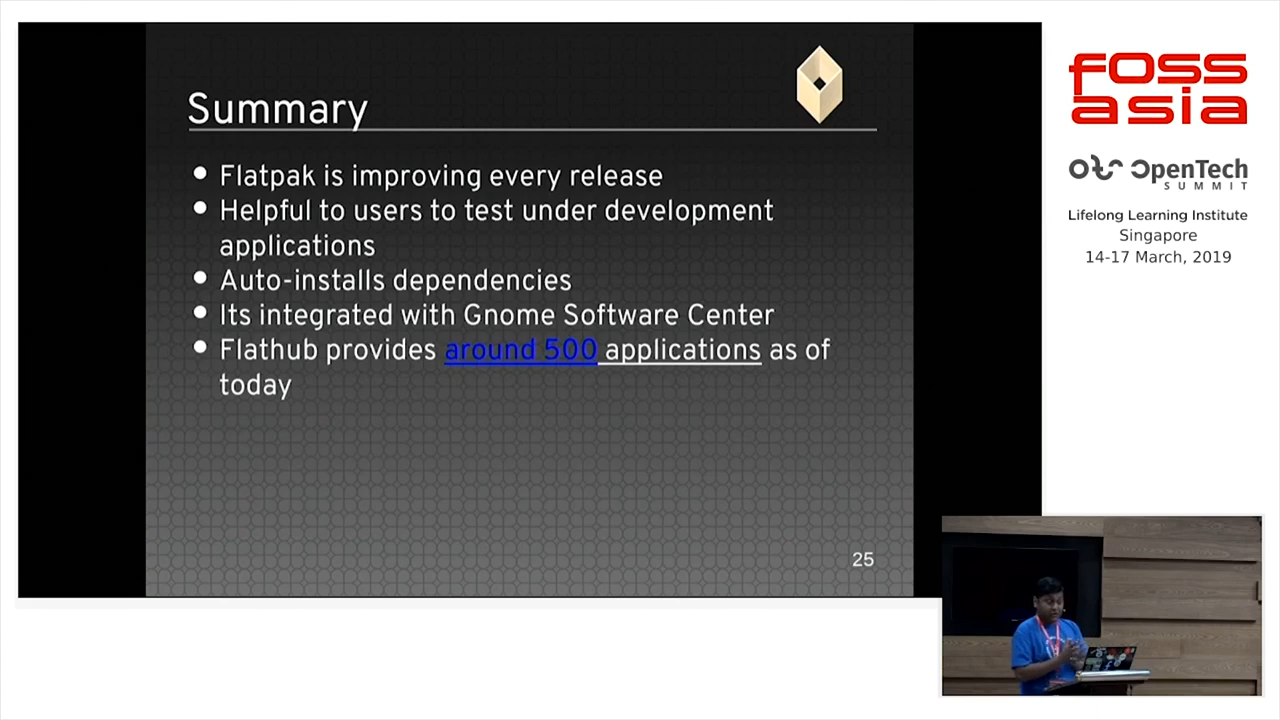 Summary
• Flatpak is improving every release
• Helpful to users to test under development
applications
• Auto-installs dependencies
• Its integrated with Gnome Software Center
• Flathub provides around 500 applications as of
today
25
fOSS
asia
OpenTech
SUMMIT
Lifelong Learning Institute
Singapore
14-17 March, 2019